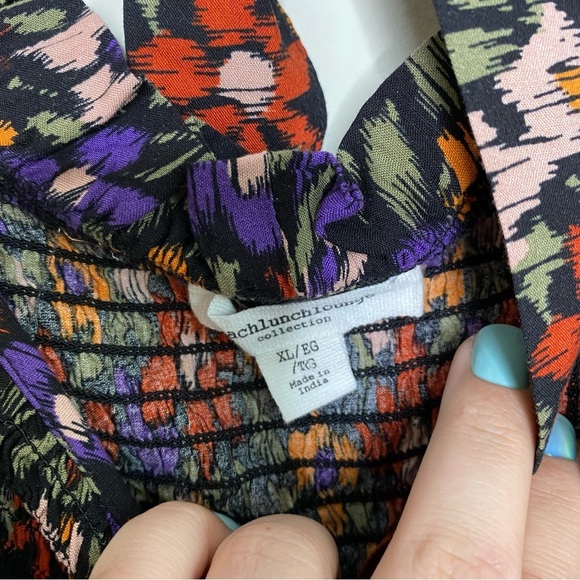 achlunchlounge
collection
XL/EG
/TG
Made in
India